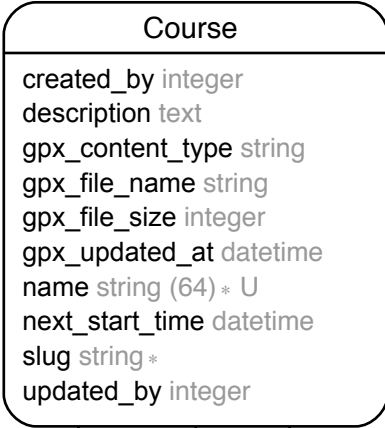 Course
created_by integer
description text
gpx_content_type string
gpx_file_name string
gpx_file_size integer
gpx_updated_at datetime
name string (64) ∗ U
next_start_time datetime
slug string ∗
updated_by integer